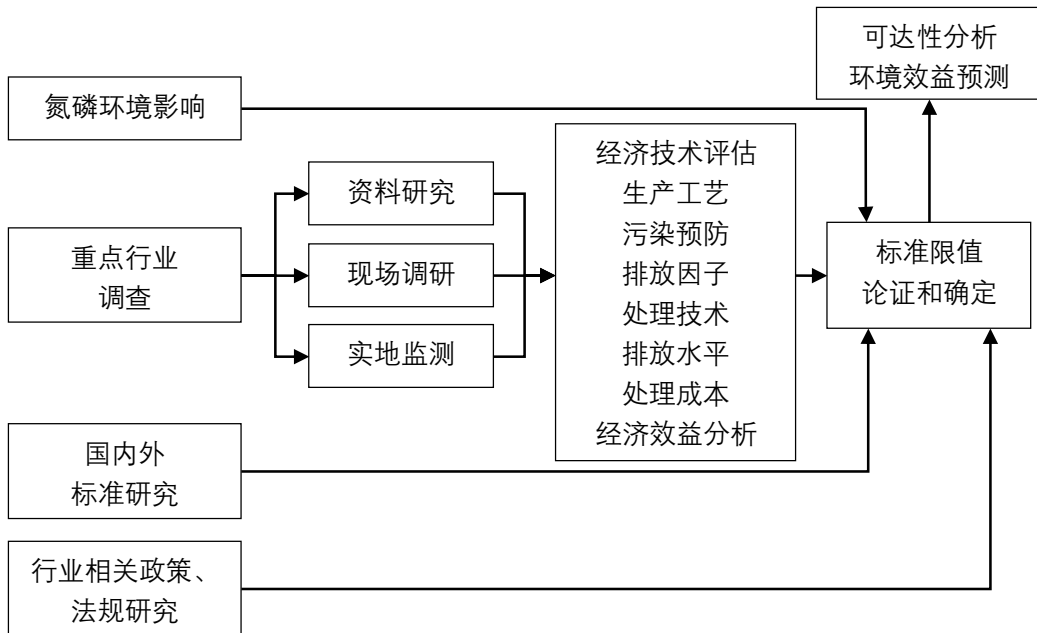 可达性分析
环境效益预测
氮磷环境影响
经济技术评估
生产工艺
污染预防
排放因子
处理技术
排放水平
处理成本
经济效益分析
资料研究
现场调研
实地监测
重点行业
调查
标准限值
论证和确定
国内外
标准研究
行业相关政策、
法规研究